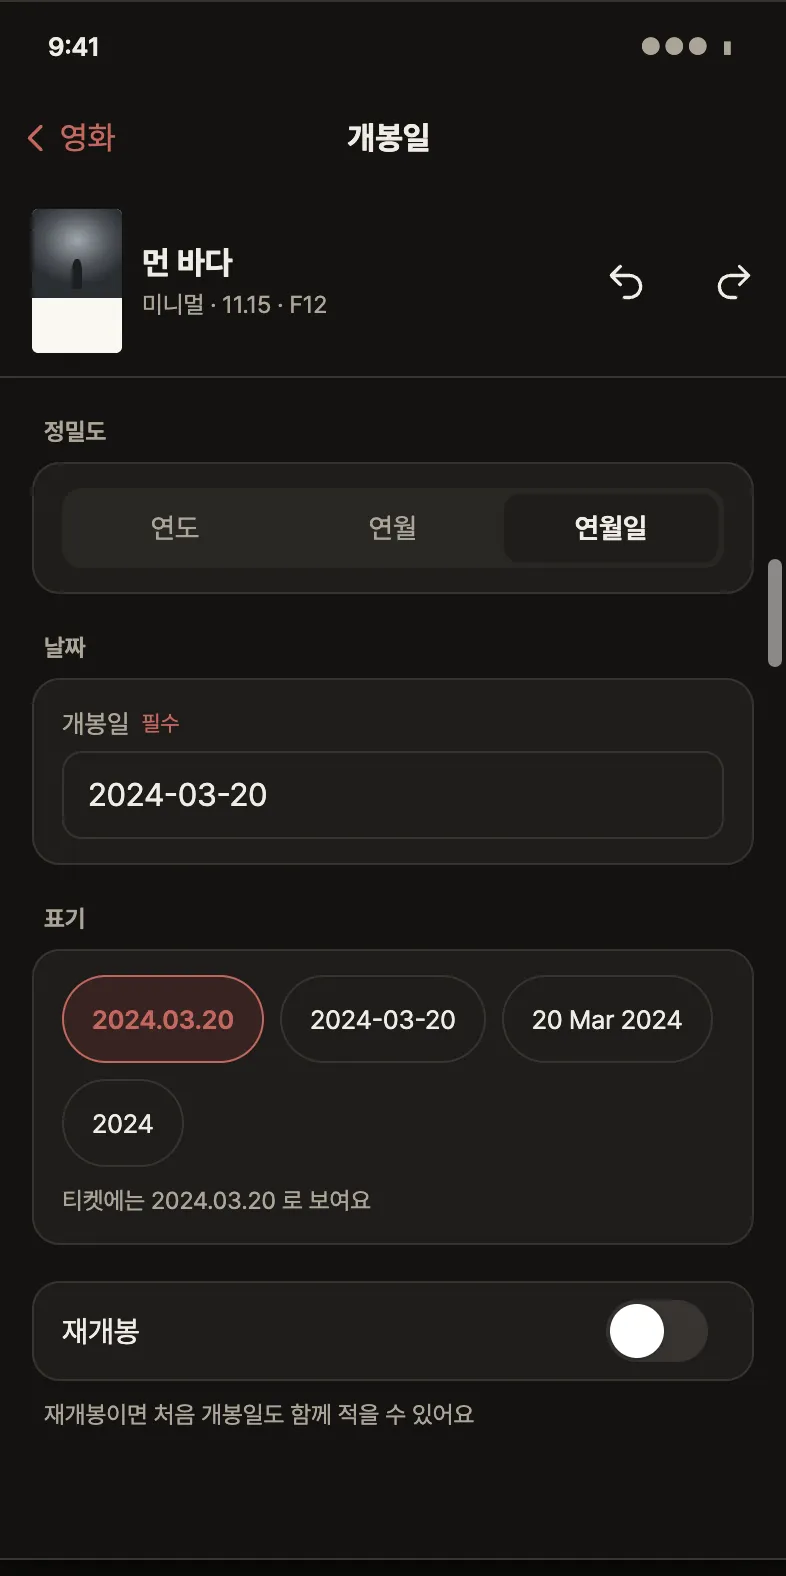 9:41
영화
개봉일
먼 바다
미니멀 · 11.15 · F12
정밀도
연도 연월 연월일
날짜
개봉일 필수
2024-03-20
표기
2024.03.20 2024-03-20 20 Mar 2024
2024
티켓에는 2024.03.20 로 보여요
재개봉
재개봉이면 처음 개봉일도 함께 적을 수 있어요